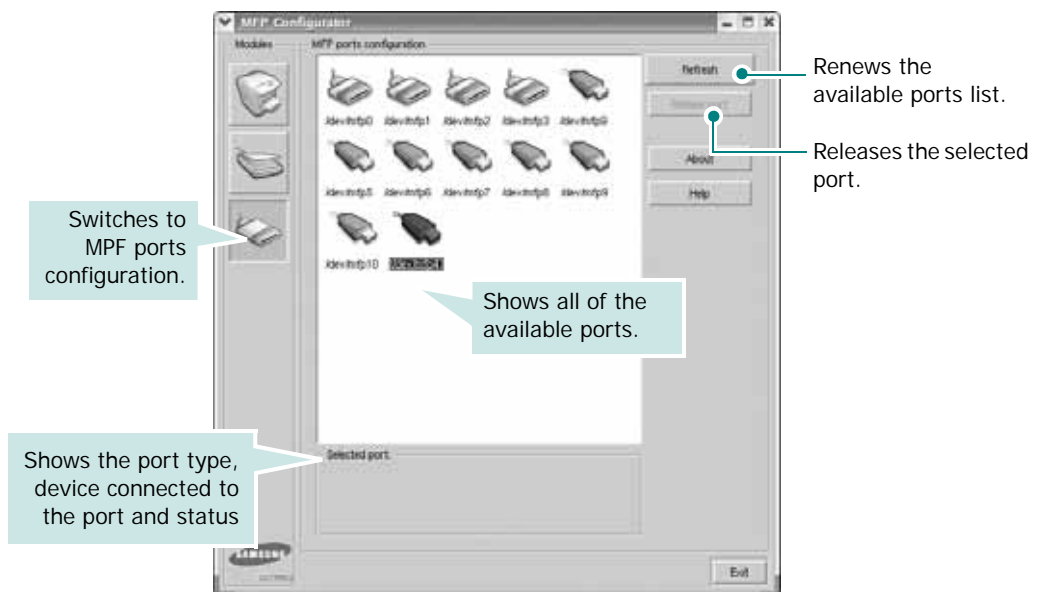 MFP Configurator
Modules
MFP ports configuration
Refresh
About
Help
/dev/mfp0 /dev/mfp1 /dev/mfp2 /dev/mfp3 /dev/mfp9
/dev/mfp5 /dev/mfp6 /dev/mfp7 /dev/mfp8 /dev/mfp9
/dev/mfp10
Selected port:
SAMSUNG
Exit
Renews the
available ports list.
Releases the selected
port.
Switches to
MPF ports
configuration.
Shows all of the
available ports.
Shows the port type,
device connected to
the port and status